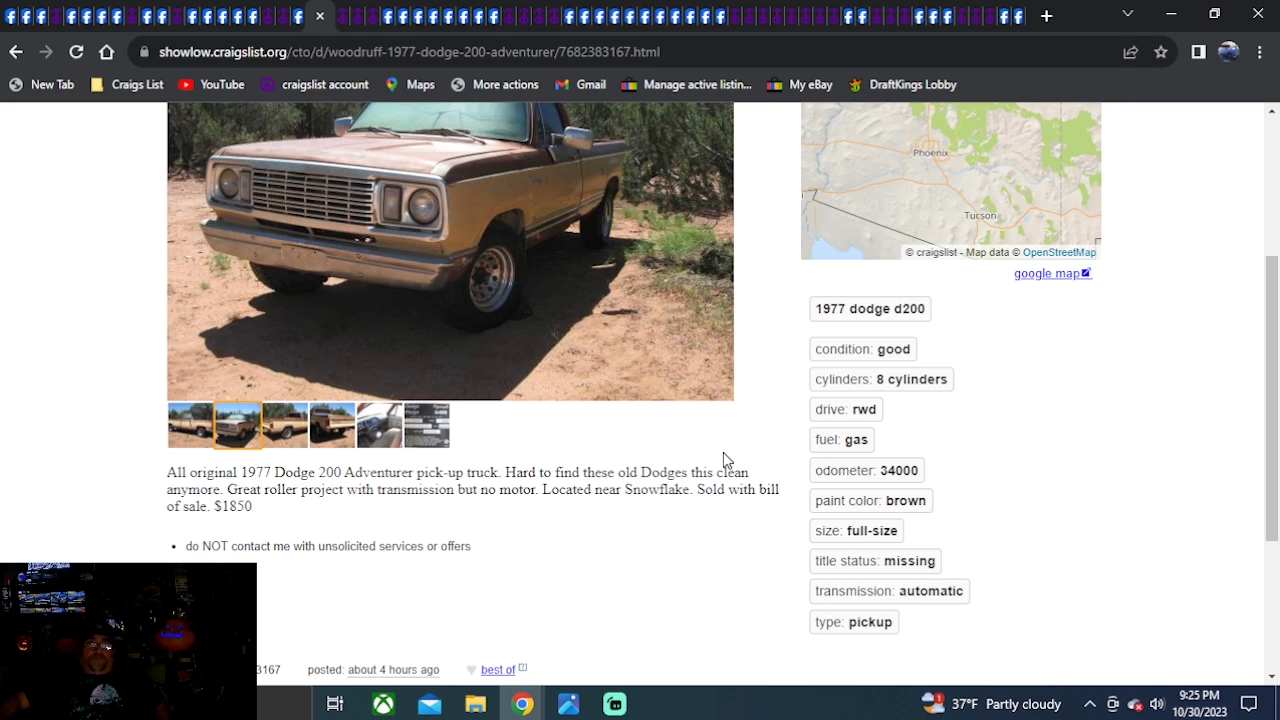 showlow.craigslist.org/cto/d/woodruff-1977-dodge-200-adventurer/7682383167.html
New Tab
Craigs List
YouTube
craigslist account
Maps
More actions
Gmail
Manage active listin...
My eBay
DraftKings Lobby
Phoenix
Tucson
© craigslist - Map data © OpenStreetMap
google map
1977 dodge d200
condition: good
cylinders: 8 cylinders
drive: rwd
fuel: gas
odometer: 34000
paint color: brown
size: full-size
title status: missing
transmission: automatic
type: pickup
All original 1977 Dodge 200 Adventurer pick-up truck. Hard to find these old Dodges this clean
anymore. Great roller project with transmission but no motor. Located near Snowflake. Sold with bill
of sale. $1850
• do NOT contact me with unsolicited services or offers
3167
posted: about 4 hours ago
best of [?]
37°F Partly cloudy
9:25 PM
10/30/2023